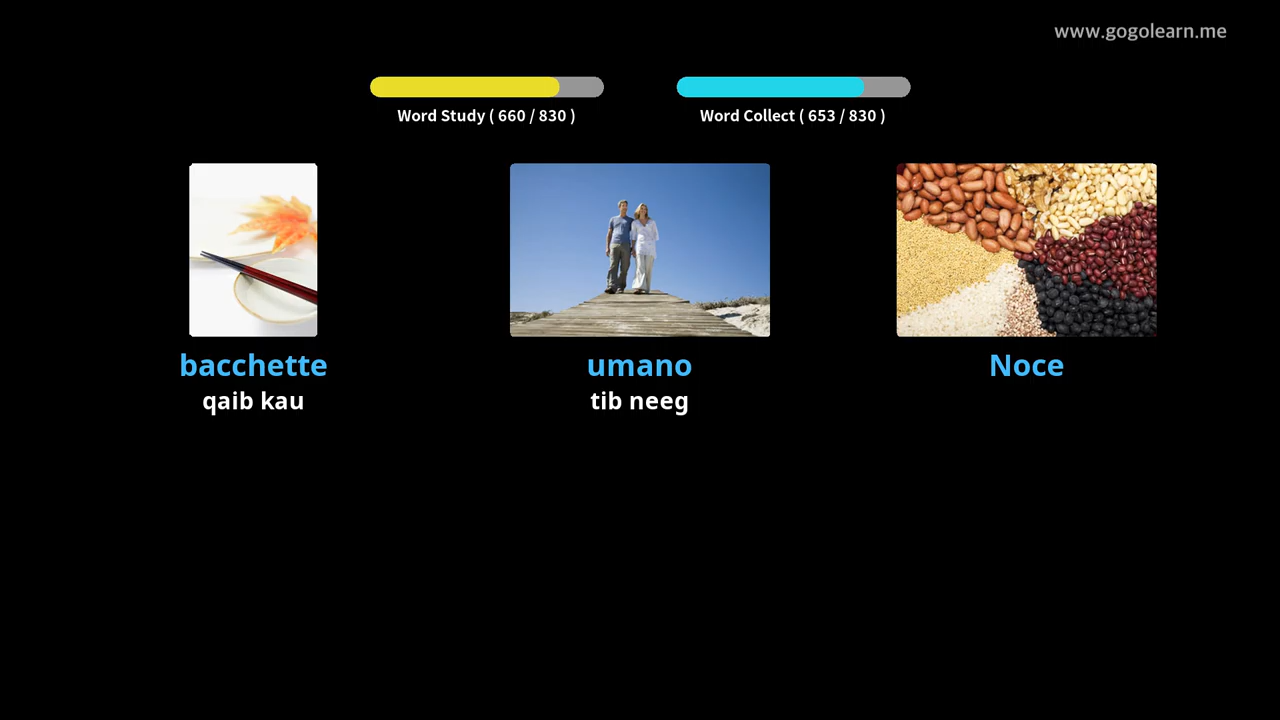 www.gogolearn.me
Word Study ( 660 / 830 )
Word Collect ( 653 / 830 )
bacchette
qaib kau
umano
tib neeg
Noce